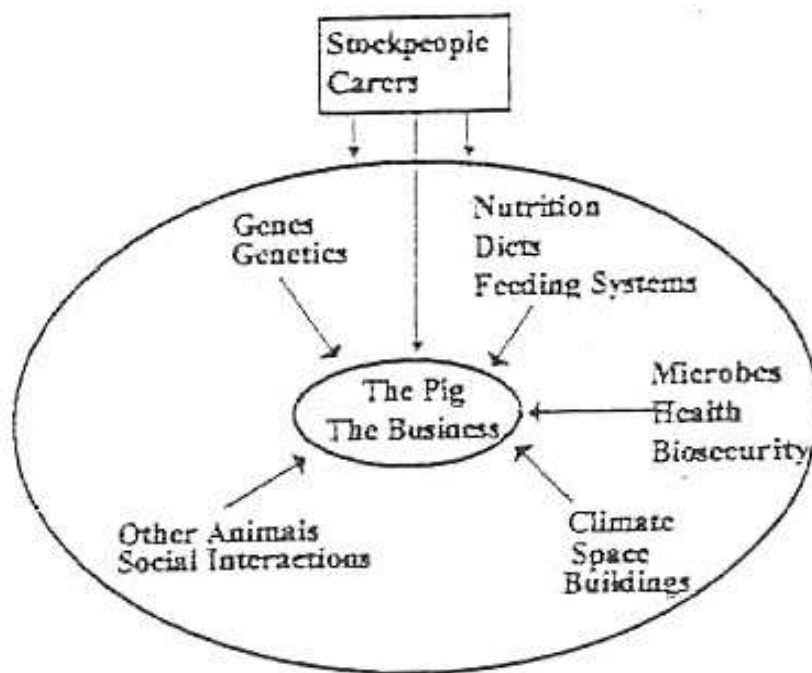 Stockpeople
Carers
Genes
Genetics
Nutrition
Diets
Feeding Systems
The Pig
The Business
Microbes
Health
Biosecurity
Other Animals
Social Interactions
Climate
Space
Buildings